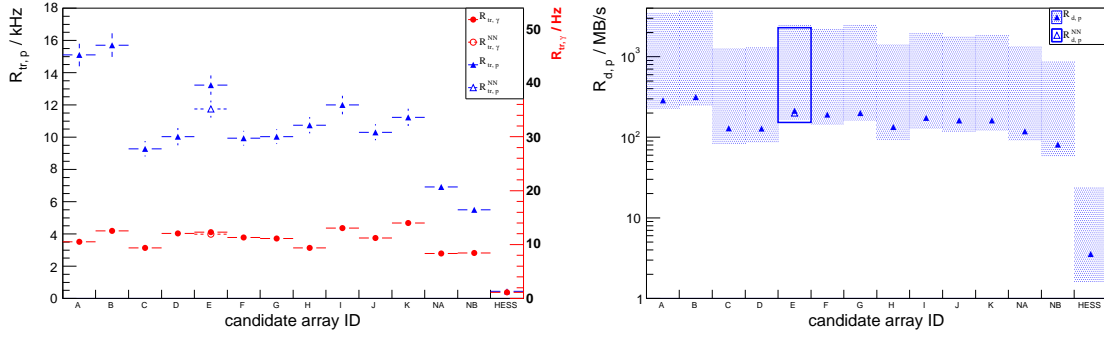 R_tr, p / kHz
18
16
14
12
10
8
6
4
2
0
A B C D E F G H I J K NA NB HESS
candidate array ID
R_tr, γ
R^NN_tr, γ
R_tr, p
R^NN_tr, p
50
40
30
20
10
0
R_tr,γ / Hz
R_d, p / MB/s
10^3
10^2
10
1
A B C D E F G H I J K NA NB HESS
candidate array ID
R_d, p
R^NN_d, p